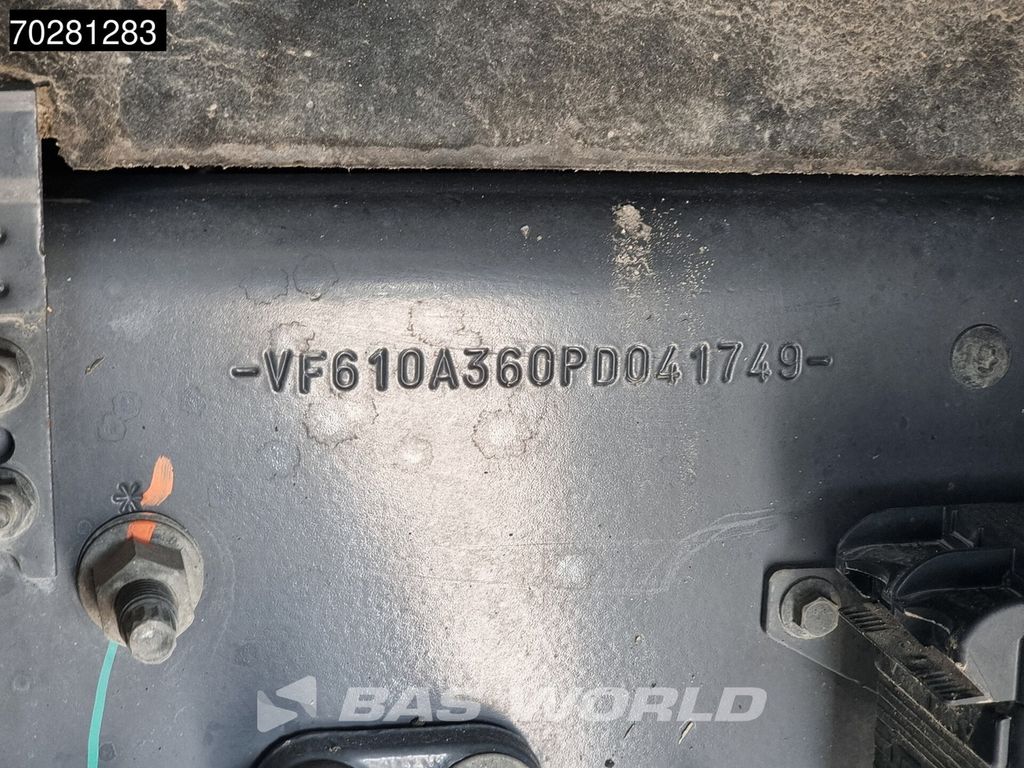 70281283
-VF610A360PD041749-
*
BAS WORLD